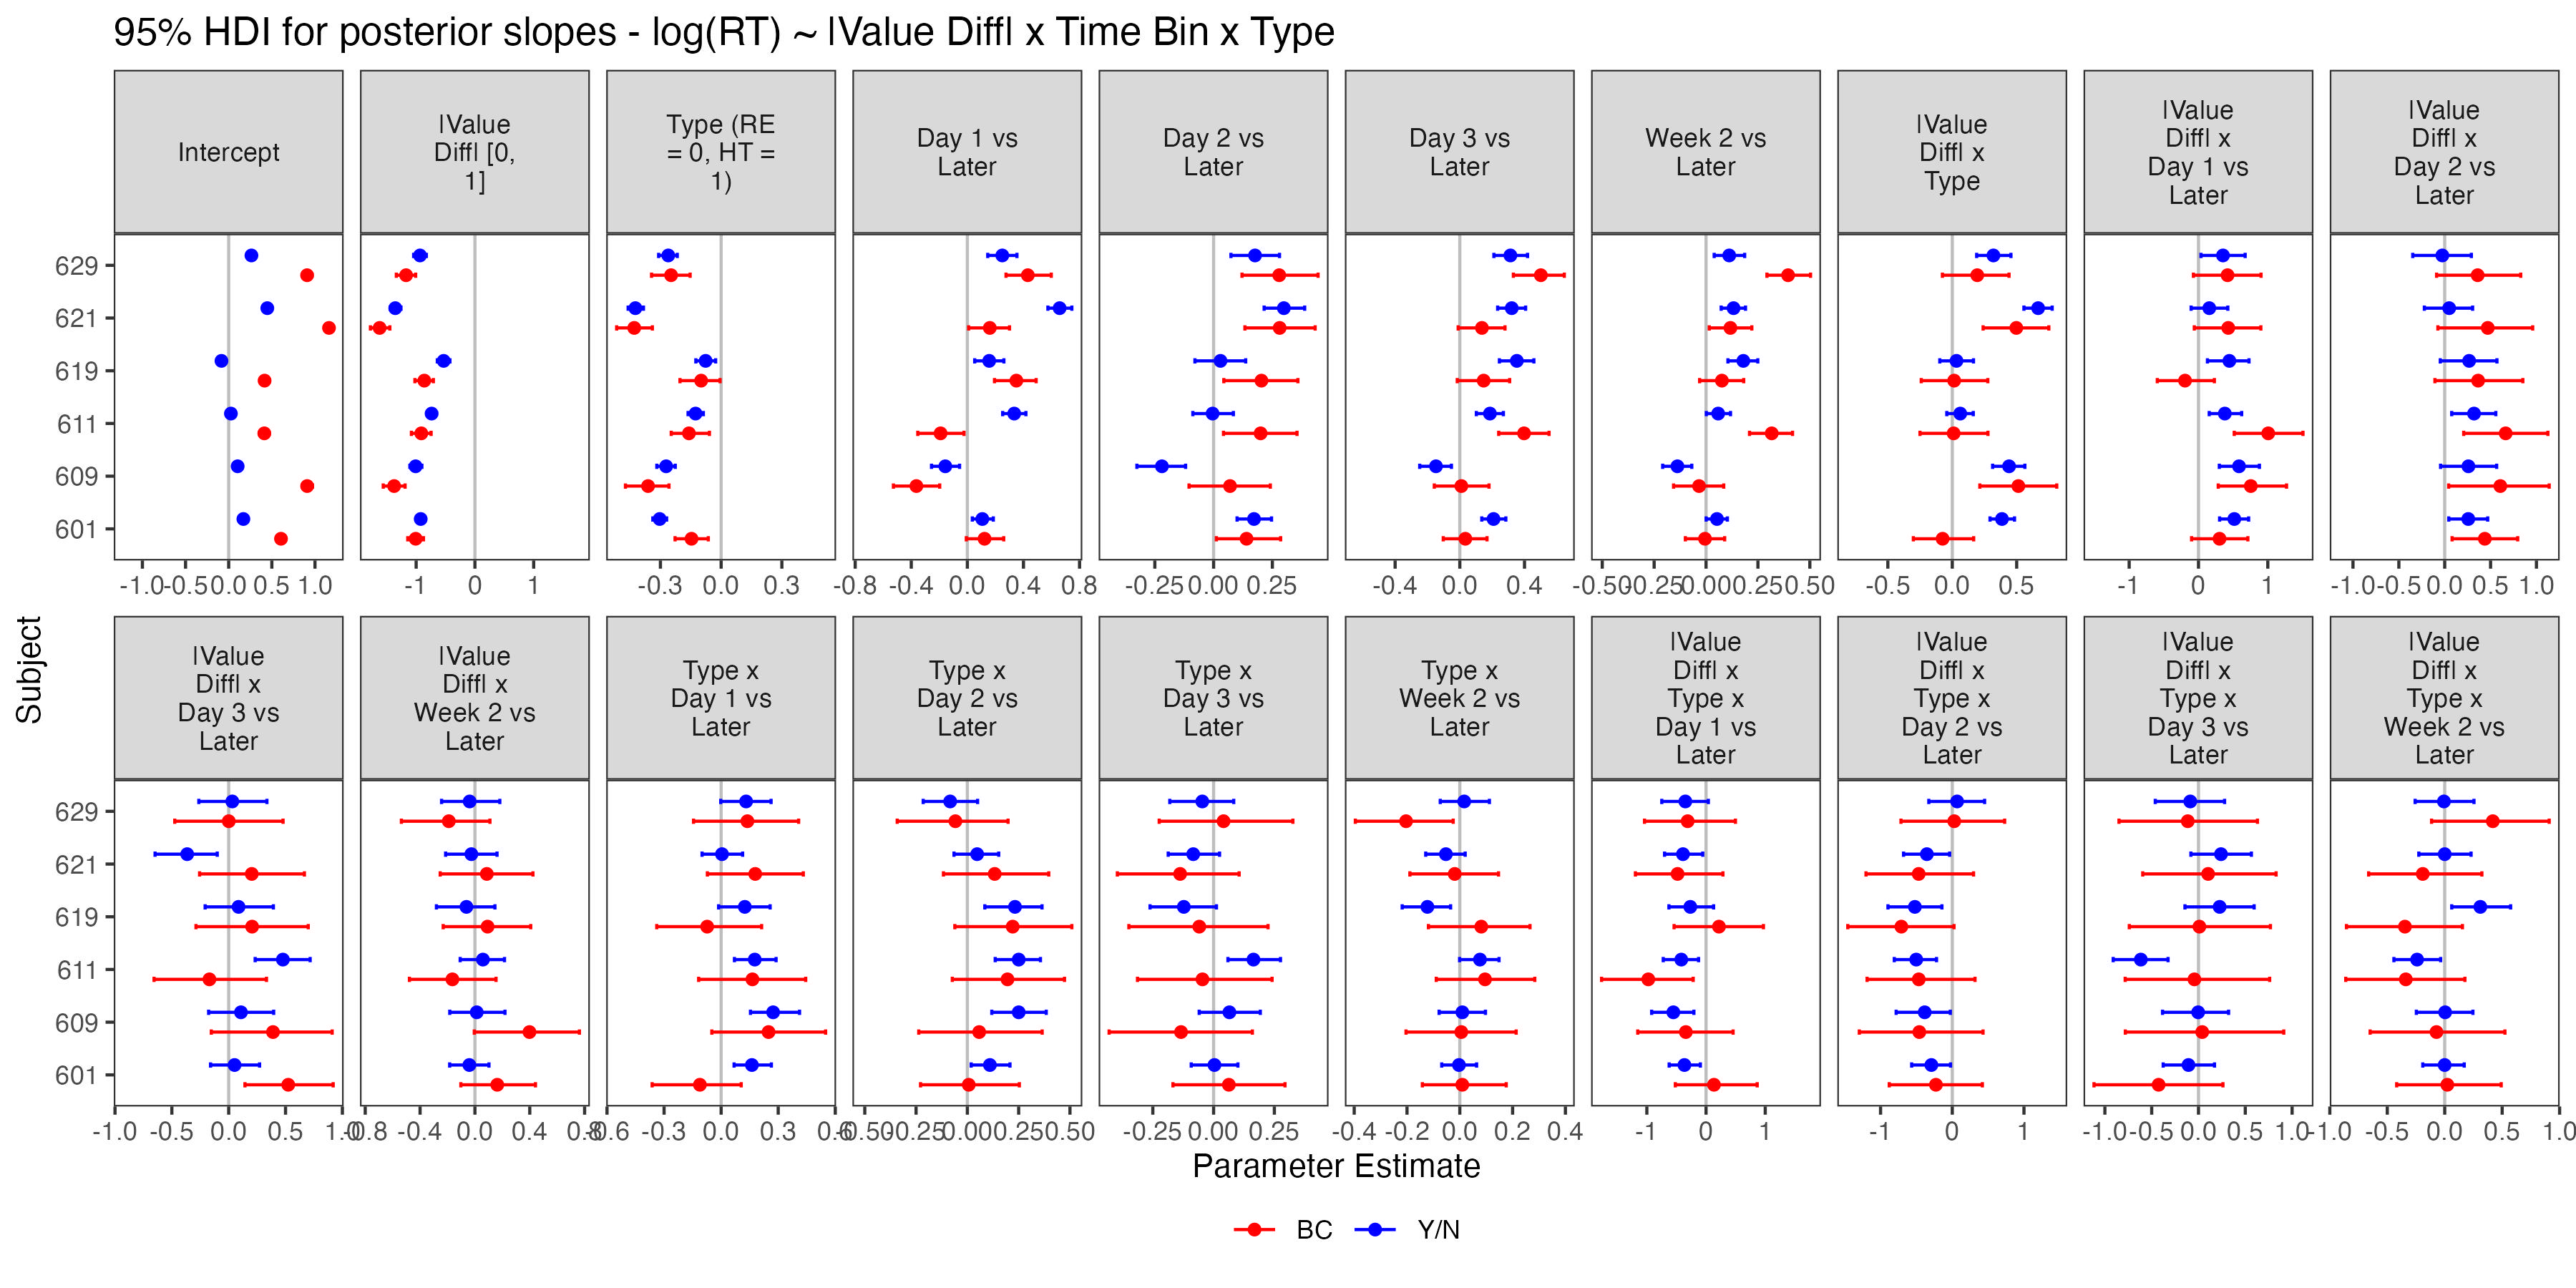 95% HDI for posterior slopes - log(RT) ~ |Value Diff| x Time Bin x Type
Intercept
|Value
Diff| [0,
1]
Type (RE
= 0, HT =
1)
Day 1 vs
Later
Day 2 vs
Later
Day 3 vs
Later
Week 2 vs
Later
|Value
Diff| x
Type
|Value
Diff| x
Day 1 vs
Later
|Value
Diff| x
Day 2 vs
Later
629
621
619
611
609
601
-1.0 -0.5 0.0 0.5 1.0
-1 0 1
-0.3 0.0 0.3
-0.8 -0.4 0.0 0.4 0.8
-0.25 0.00 0.25
-0.4 0.0 0.4
-0.50 -0.25 0.00 0.25 0.50
-0.5 0.0 0.5
-1 0 1
-1.0 -0.5 0.0 0.5 1.0
Subject
|Value
Diff| x
Day 3 vs
Later
|Value
Diff| x
Week 2 vs
Later
Type x
Day 1 vs
Later
Type x
Day 2 vs
Later
Type x
Day 3 vs
Later
Type x
Week 2 vs
Later
|Value
Diff| x
Type x
Day 1 vs
Later
|Value
Diff| x
Type x
Day 2 vs
Later
|Value
Diff| x
Type x
Day 3 vs
Later
|Value
Diff| x
Type x
Week 2 vs
Later
629
621
619
611
609
601
-1.0 -0.5 0.0 0.5 1.0
-0.8 -0.4 0.0 0.4 0.8
-0.6 -0.3 0.0 0.3 0.6
-0.50 -0.25 0.00 0.25 0.50
-0.25 0.00 0.25
-0.4 -0.2 0.0 0.2 0.4
-1 0 1
-1 0 1
-1.0 -0.5 0.0 0.5 1.0
-1.0 -0.5 0.0 0.5 1.0
Parameter Estimate
BC Y/N